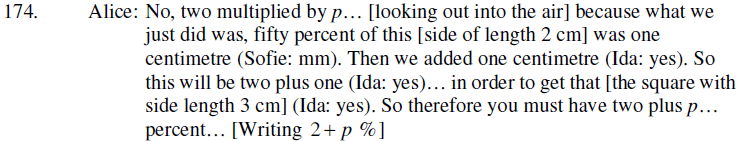 174. Alice: No, two multiplied by p… [looking out into the air] because what we
just did was, fifty percent of this [side of length 2 cm] was one
centimetre (Sofie: mm). Then we added one centimetre (Ida: yes). So
this will be two plus one (Ida: yes)… in order to get that [the square with
side length 3 cm] (Ida: yes). So therefore you must have two plus p…
percent… [Writing 2+ p %]